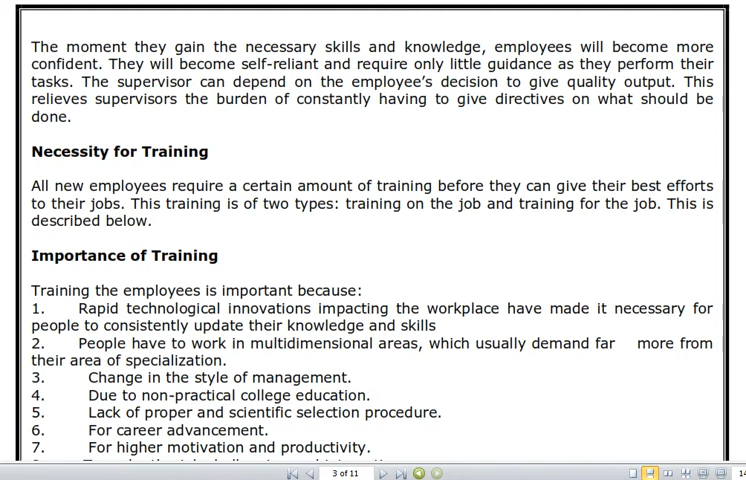 The moment they gain the necessary skills and knowledge, employees will become more
confident. They will become self-reliant and require only little guidance as they perform their
tasks. The supervisor can depend on the employee's decision to give quality output. This
relieves supervisors the burden of constantly having to give directives on what should be
done.
Necessity for Training
All new employees require a certain amount of training before they can give their best efforts
to their jobs. This training is of two types: training on the job and training for the job. This is
described below.
Importance of Training
Training the employees is important because:
1. Rapid technological innovations impacting the workplace have made it necessary for
people to consistently update their knowledge and skills
2. People have to work in multidimensional areas, which usually demand far more from
their area of specialization.
3. Change in the style of management.
4. Due to non-practical college education.
5. Lack of proper and scientific selection procedure.
6. For career advancement.
7. For higher motivation and productivity.
3 of 11
14